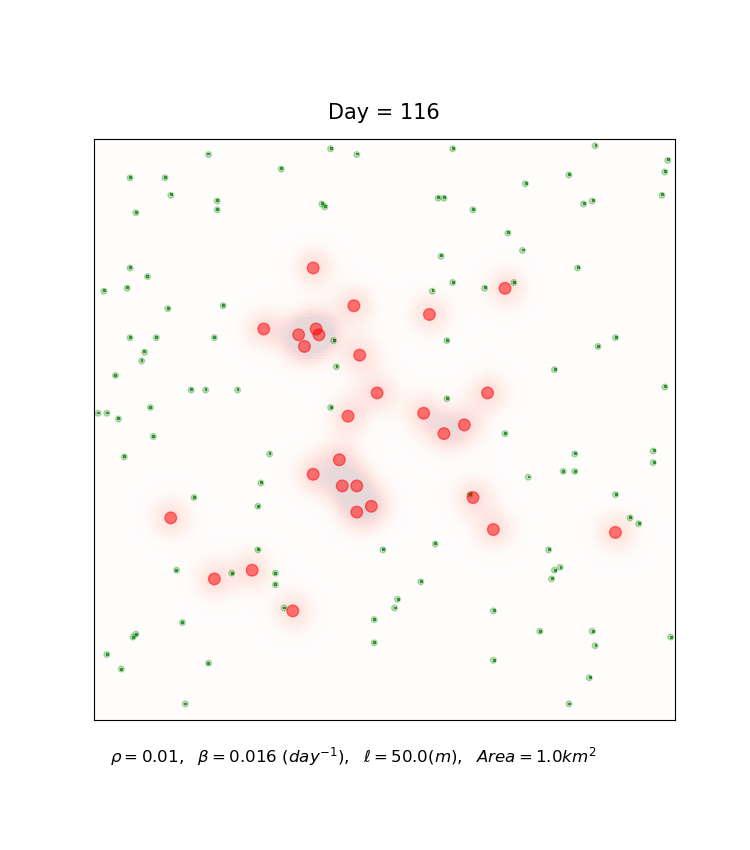 Day = 116
ρ = 0.01, β = 0.016 (day⁻¹), ℓ = 50.0(m), Area = 1.0km²